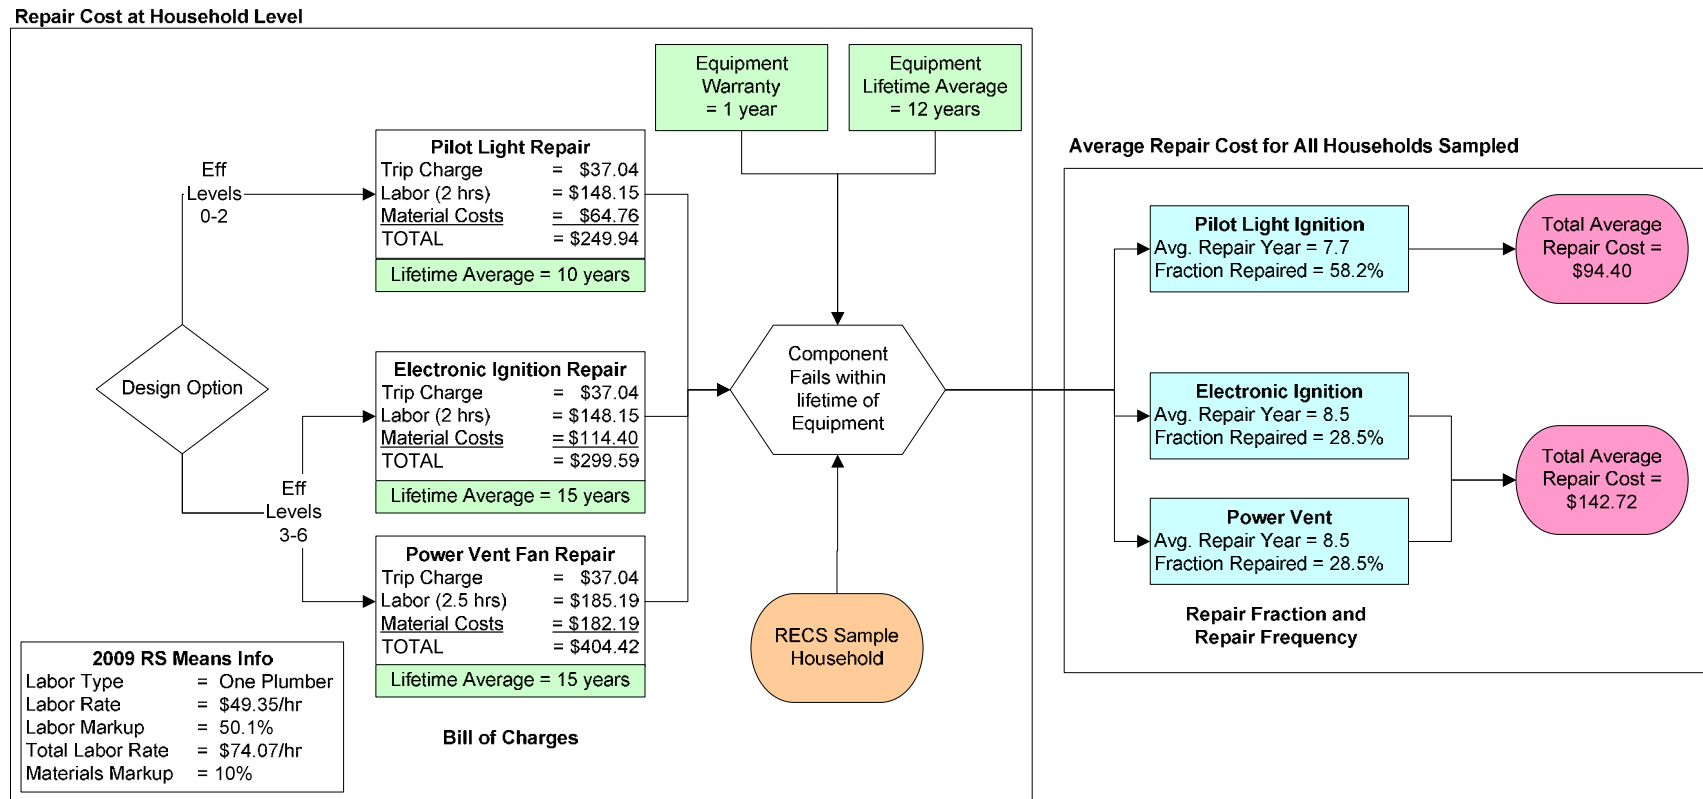 Repair Cost at Household Level
Equipment
Warranty
= 1 year
Equipment
Lifetime Average
= 12 years
Eff
Levels
0-2
Pilot Light Repair
Trip Charge = $37.04
Labor (2 hrs) = $148.15
Material Costs = $64.76
TOTAL = $249.94
Lifetime Average = 10 years
Design Option
Electronic Ignition Repair
Trip Charge = $37.04
Labor (2 hr) = $148.15
Material Costs = $114.40
TOTAL = $299.59
Lifetime Average = 15 years
Eff
Levels
3-6
Power Vent Fan Repair
Trip Charge = $37.04
Labor (2.5 hrs) = $185.19
Material Costs = $182.19
TOTAL = $404.42
Lifetime Average = 15 years
Bill of Charges
2009 RS Means Info
Labor Type = One Plumber
Labor Rate = $49.35/hr
Labor Markup = 50.1%
Total Labor Rate = $74.07/hr
Materials Markup = 10%
Component
Fails within
lifetime of
Equipment
RECS Sample
Household
Average Repair Cost for All Households Sampled
Pilot Light Ignition
Avg. Repair Year = 7.7
Fraction Repaired = 58.2%
Total Average
Repair Cost =
$94.40
Electronic Ignition
Avg. Repair Year = 8.5
Fraction Repaired = 28.5%
Power Vent
Avg. Repair Year = 8.5
Fraction Repaired = 28.5%
Total Average
Repair Cost =
$142.72
Repair Fraction and
Repair Frequency